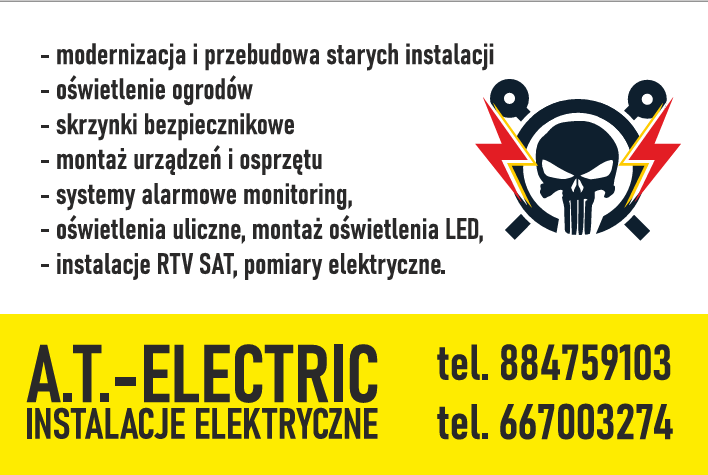 - modernizacja i przebudowa starych instalacji
- oświetlenie ogrodów
- skrzynki bezpiecznikowe
- montaż urządzeń i osprzętu
- systemy alarmowe monitoring,
- oświetlenia uliczne, montaż oświetlenia LED,
- instalacje RTV SAT, pomiary elektryczne.
A.T.-ELECTRIC
INSTALACJE ELEKTRYCZNE
tel. 884759103
tel. 667003274